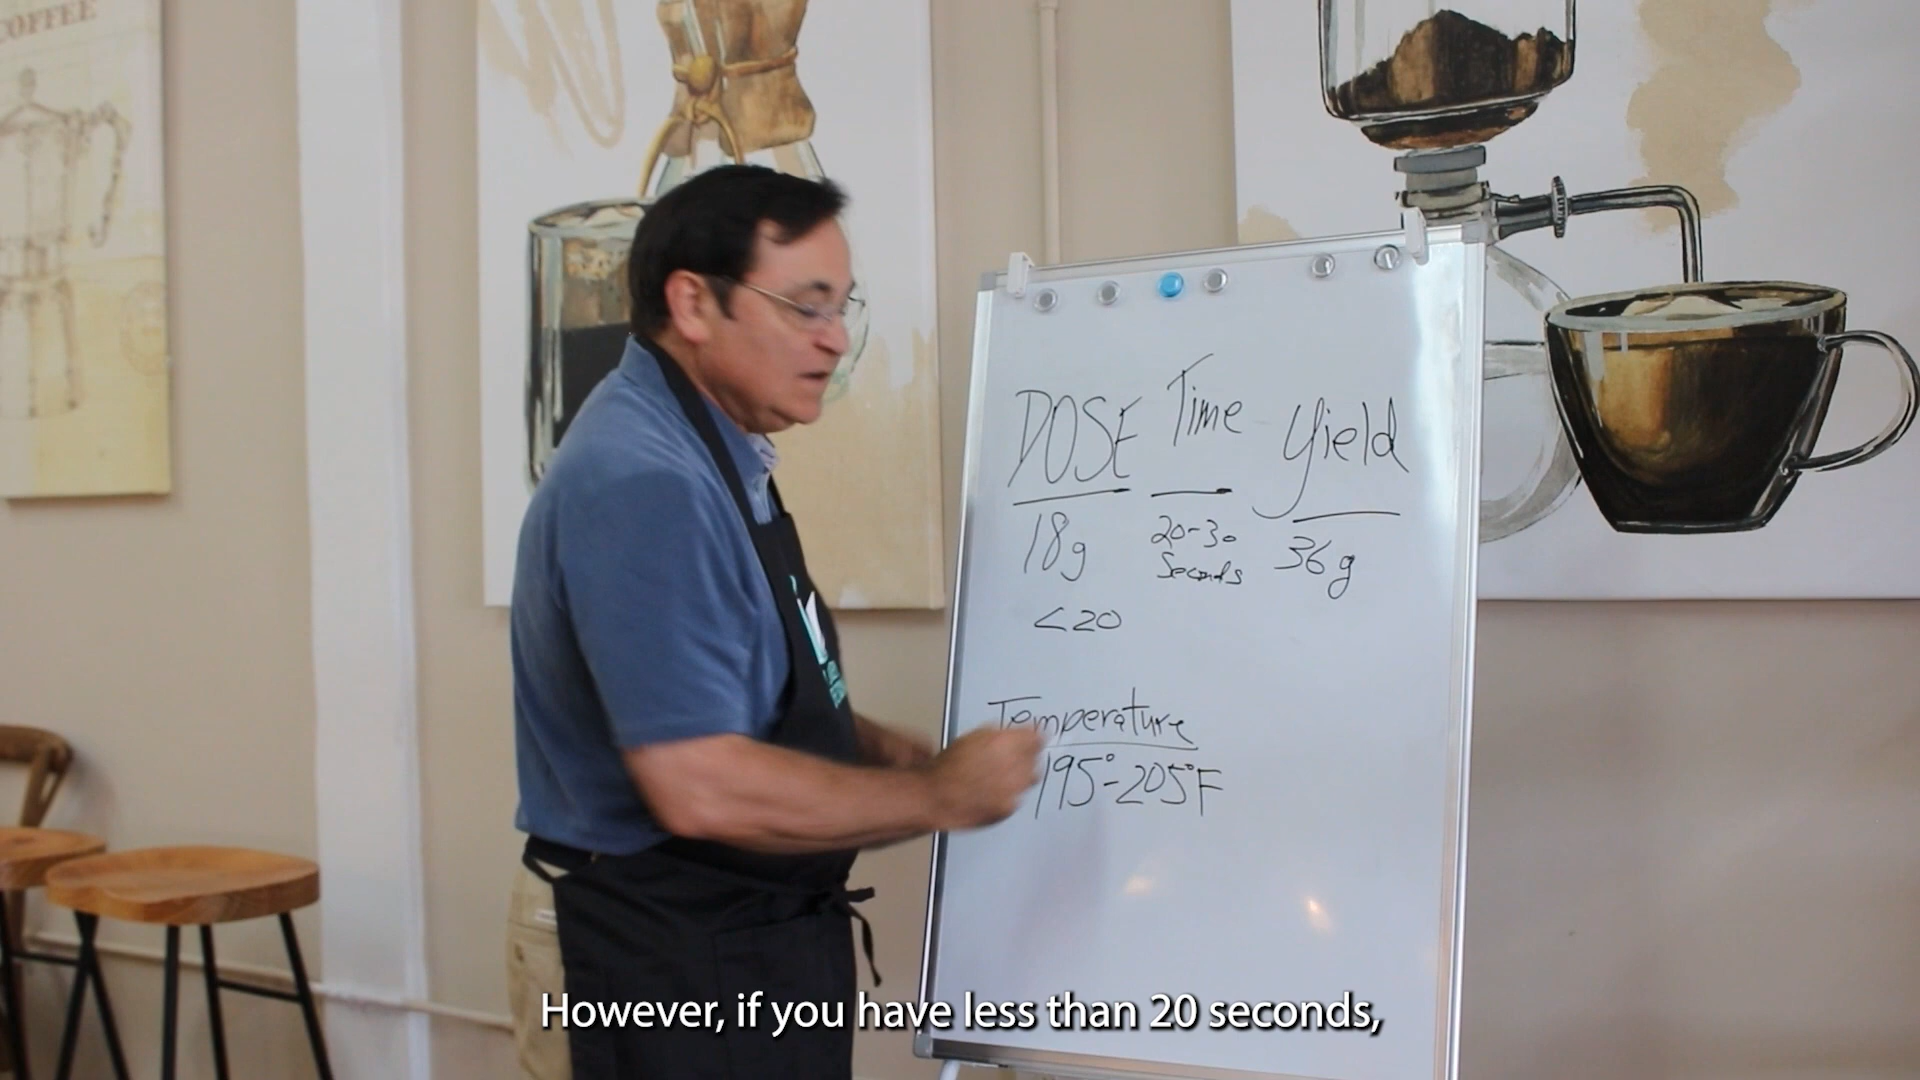 COFFEE
DOSE Time Yield
18g 20-30 Seconds 36g
<20
Temperature
195°-205°F
However, if you have less than 20 seconds,